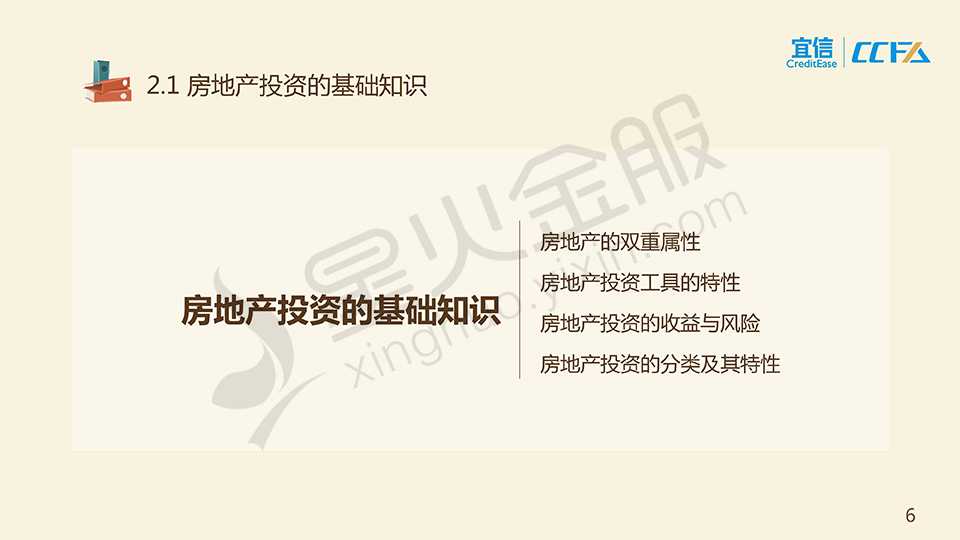 宜信
CreditEase
CCFA
2.1 房地产投资的基础知识
星火金服
xinghuo.yixin.com
房地产投资的基础知识
房地产的双重属性
房地产投资工具的特性
房地产投资的收益与风险
房地产投资的分类及其特性
6